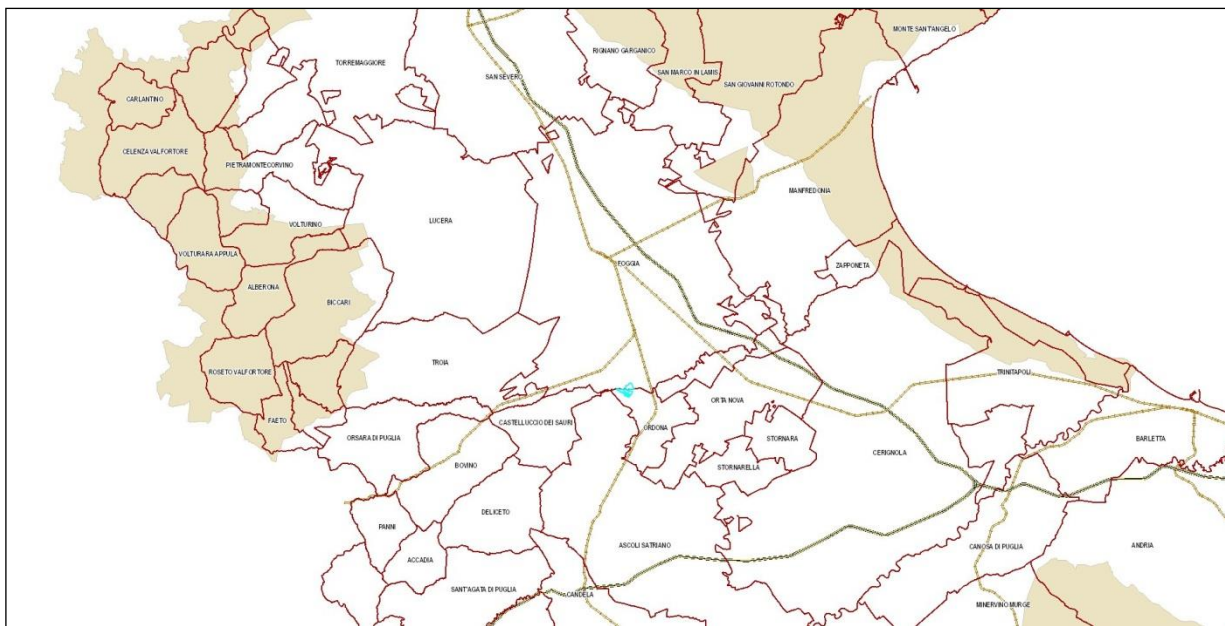 MONTE SANT'ANGELO
RIGNANO GARGANICO
TORREMAGGIORE
SAN SEVERO
SAN MARCO IN LAMIS
SAN GIOVANNI ROTONDO
CARLANTINO
CELENZA VALFORTORE
PIETRAMONTECORVINO
MANFREDONIA
LUCERA
VOLTURINO
VOLTURARA APPULA
FOGGIA
ZAPPONETA
ALBERONA
BICCARI
TROIA
ROSETO VALFORTORE
TRINITAPOLI
ORTA NOVA
FAETO
CASTELLUCCIO DEI SAURI
ORDONA
ORSARA DI PUGLIA
STORNARA
BARLETTA
CERIGNOLA
BOVINO
STORNARELLA
DELICETO
PANNI
ASCOLI SATRIANO
CANOSA DI PUGLIA
ANDRIA
ACCADIA
SANT'AGATA DI PUGLIA
CANDELA
MINERVINO MURGE